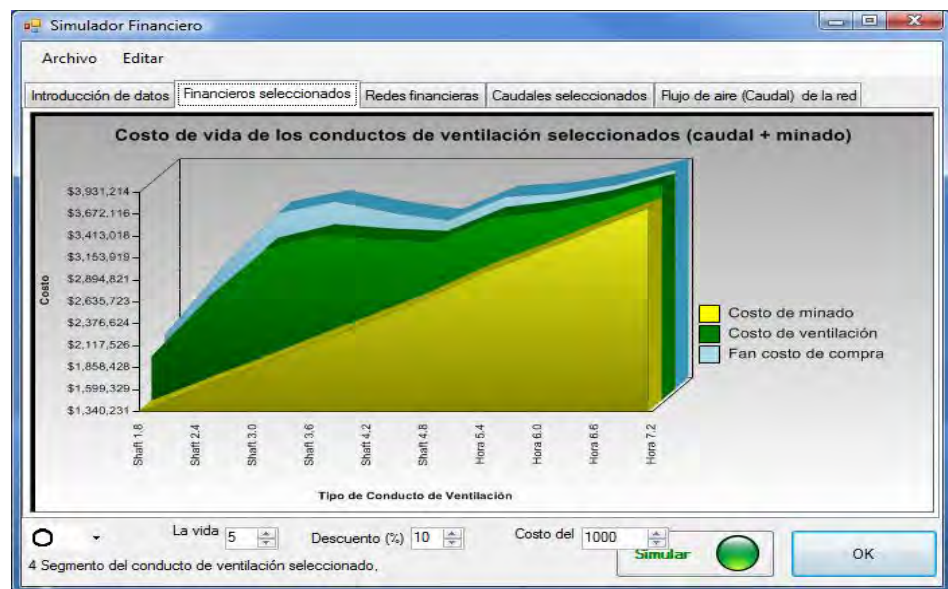 Simulador Financiero
Archivo Editar
Introducción de datos Financieros seleccionados Redes financieras Caudales seleccionados Flujo de aire (Caudal) de la red
Costo de vida de los conductos de ventilación seleccionados (caudal + minado)
$3,931,214
$3,672,116
$3,413,018
$3,153,919
$2,894,821
$2,635,723
$2,376,624
$2,117,526
$1,858,428
$1,599,329
$1,340,231
Costo
Costo de minado
Costo de ventilación
Fan costo de compra
Shaft 1.8
Shaft 2.4
Shaft 3.0
Shaft 3.6
Shaft 4.2
Shaft 4.8
Hora 5.4
Hora 6.0
Hora 6.6
Hora 7.2
Tipo de Conducto de Ventilación
La vida 5 Descuento (%) 10 Costo del 1000
Simular OK
4 Segmento del conducto de ventilación seleccionado,